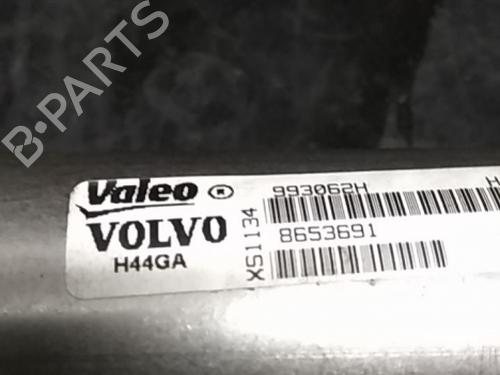 B-PARTS
Valeo ®
VOLVO
H44GA
XS1134
993062H
H
8653691